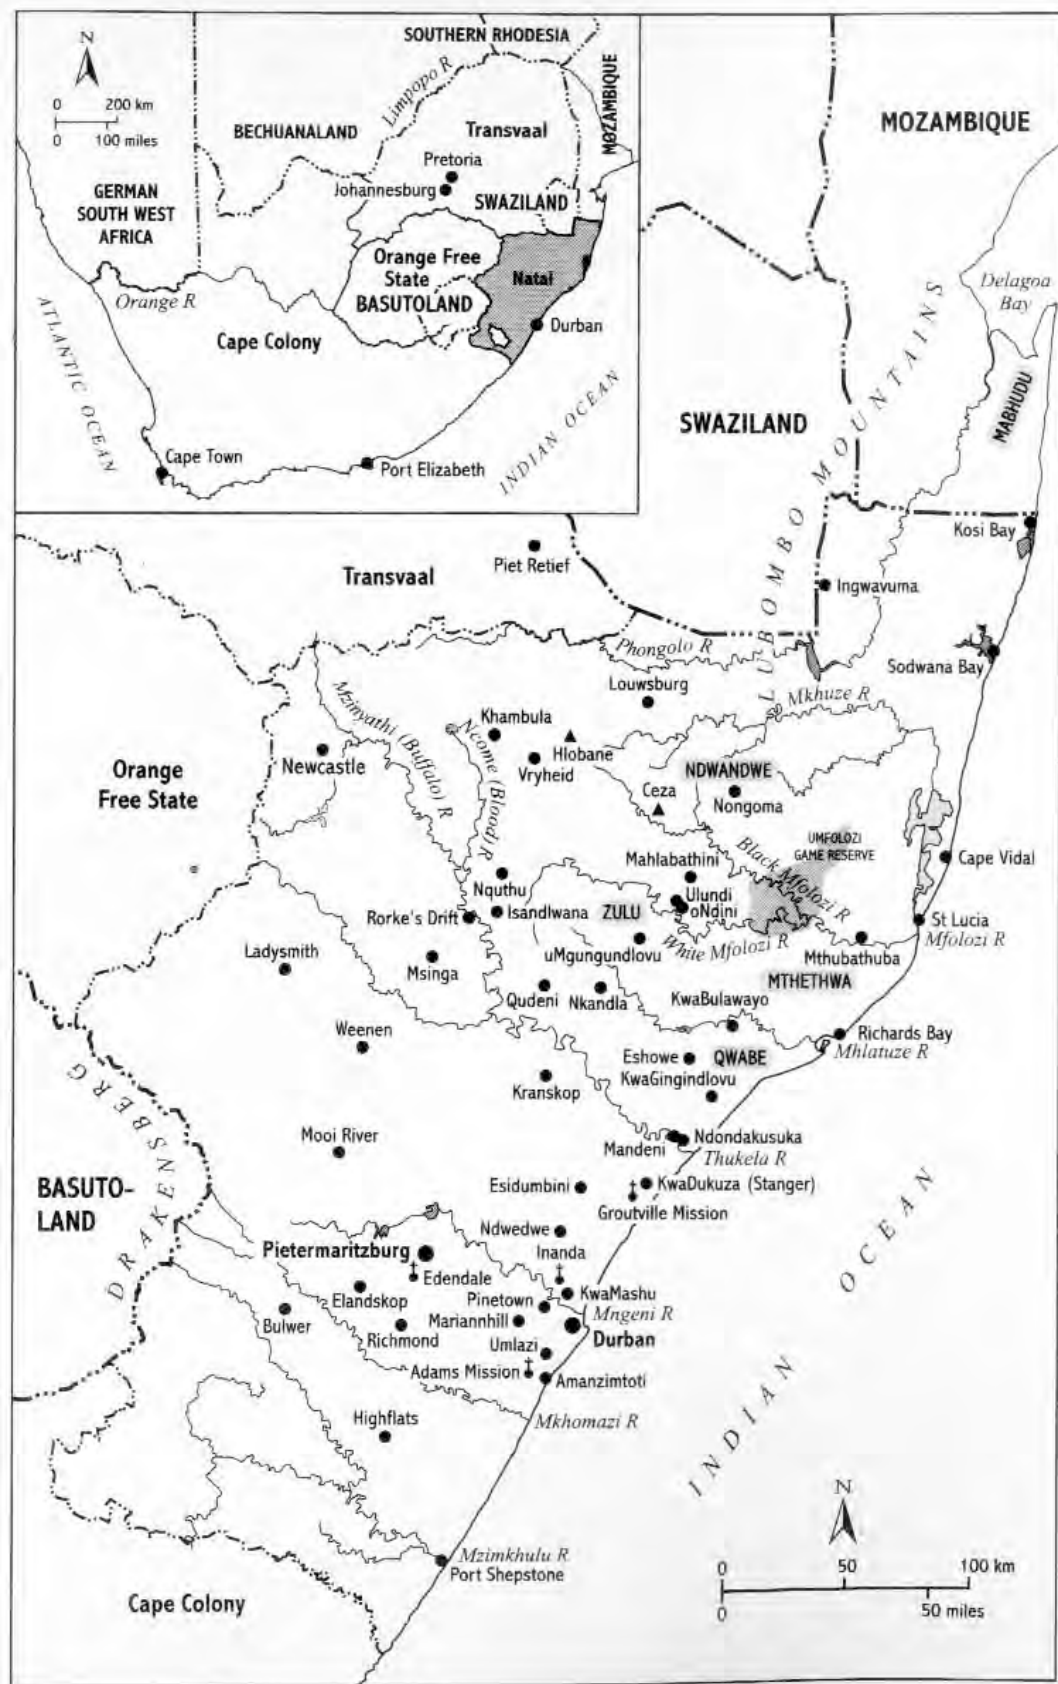 N
0 200 km
0 100 miles
SOUTHERN RHODESIA
Limpopo R
MOZAMBIQUE
BECHUANALAND
Transvaal
Pretoria
Johannesburg
GERMAN
SOUTH WEST
AFRICA
SWAZILAND
Orange Free
State
Natal
BASUTOLAND
Orange R
Durban
Cape Colony
ATLANTIC OCEAN
INDIAN OCEAN
Cape Town
Port Elizabeth
MOZAMBIQUE
Delagoa
Bay
MABHUDU
SWAZILAND
LUBOMBO MOUNTAINS
Kosi Bay
Piet Retief
Transvaal
Ingwavuma
Phongolo R
Sodwana Bay
Louwsburg
Mkhuze R
Mzinyathi (Buffalo) R
Ncome (Blood) R
Khambula
Hlobane
Newcastle
Vryheid
Orange
Free State
NDWANDWE
Ceza
Nongoma
UMFOLOZI
GAME RESERVE
Black Mfolozi R
Cape Vidal
Mahlabathini
Nquthu
Ulundi
oNdini
Isandlwana
ZULU
Rorke's Drift
St Lucia
Mfolozi R
White Mfolozi R
uMgungundlovu
Mthubathuba
Ladysmith
Msinga
MTHETHWA
Qudeni
Nkandla
KwaBulawayo
Weenen
Richards Bay
Mhlatuze R
Eshowe
QWABE
KwaGingindlovu
Kranskop
DRAKENSBERG
Mooi River
Mandeni
Ndondakusuka
Thukela R
BASUTO-
LAND
Esidumbini
KwaDukuza (Stanger)
Groutville Mission
Ndwedwe
Pietermaritzburg
Inanda
Edendale
Elandskop
KwaMashu
Pinetown
Mngeni R
Bulwer
Richmond
Mariannhill
Durban
Umlazi
Adams Mission
Amanzimtoti
Mkhomazi R
Highflats
INDIAN OCEAN
N
0 50 100 km
0 50 miles
Mzimkhulu R
Port Shepstone
Cape Colony